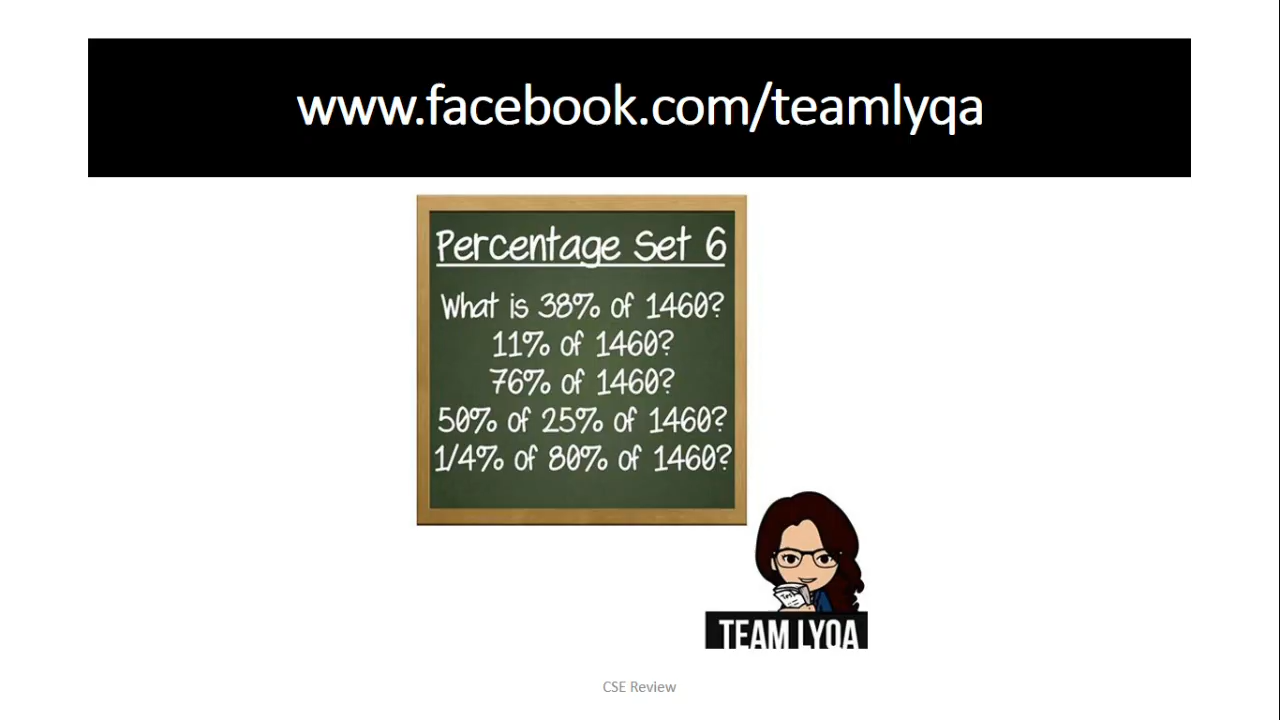 www.facebook.com/teamlyqa
Percentage Set 6
What is 38% of 1460?
11% of 1460?
76% of 1460?
50% of 25% of 1460?
1/4% of 80% of 1460?
Test
TEAM LYQA
CSE Review